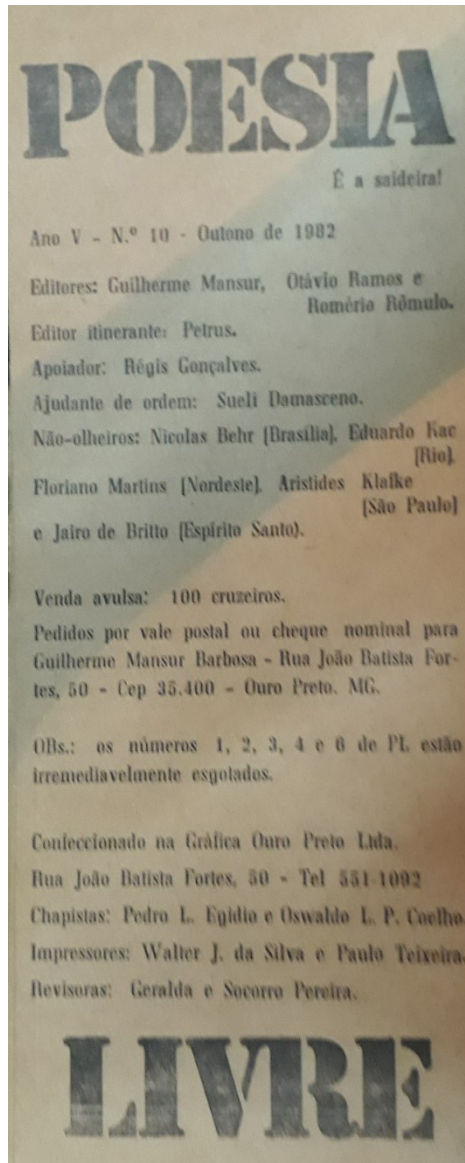 POESIA
É a saideira!
Ano V - N.º 10 - Outono de 1982
Editores: Guilherme Mansur, Otávio Ramos e
Romério Rômulo.
Editor itinerante: Petrus.
Apoiador: Régis Gonçalves.
Ajudante de ordem: Sueli Damasceno.
Não-olheiros: Nicolas Behr [Brasília], Eduardo Kac
[Rio],
Floriano Martins [Nordeste], Aristides Klafke
[São Paulo]
e Jairo de Britto (Espírito Santo).
Venda avulsa: 100 cruzeiros.
Pedidos por vale postal ou cheque nominal para
Guilherme Mansur Barbosa - Rua João Batista For-
tes, 50 - Cep 35.400 - Ouro Preto. MG.
OBs.: os números 1, 2, 3, 4 e 6 de PL estão
irremediavelmente esgotados.
Confeccionado na Gráfica Ouro Preto Ltda.
Rua João Batista Fortes, 50 - Tel 551-1092
Chapistas: Pedro L. Egidio e Oswaldo L. P. Coelho.
Impressores: Walter J. da Silva e Paulo Teixeira.
Revisoras: Geralda e Socorro Pereira.
LIVRE